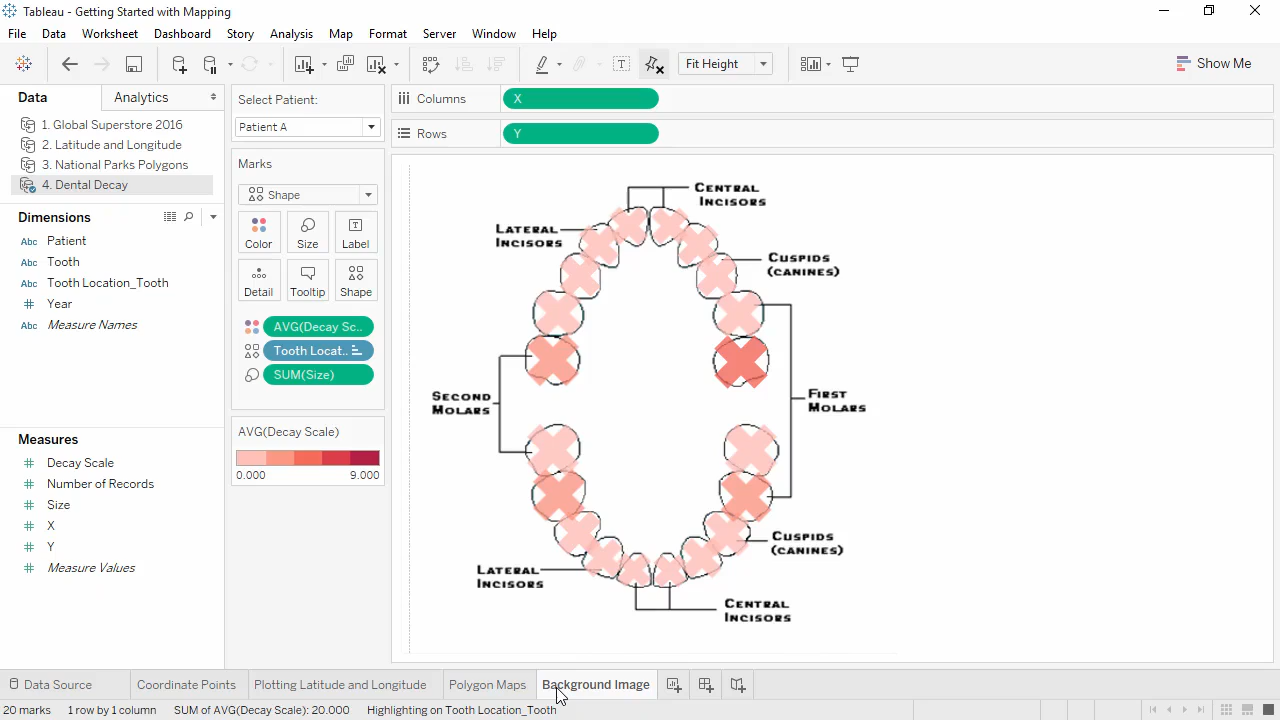 Tableau - Getting Started with Mapping
File Data Worksheet Dashboard Story Analysis Map Format Server Window Help
Fit Height
Show Me
Data
Analytics
1. Global Superstore 2016
2. Latitude and Longitude
3. National Parks Polygons
4. Dental Decay
Dimensions
Abc Patient
Abc Tooth
Abc Tooth Location_Tooth
# Year
Abc Measure Names
Measures
# Decay Scale
# Number of Records
# Size
# X
# Y
# Measure Values
Select Patient:
Patient A
Marks
Shape
Color
Size
Label
Detail
Tooltip
Shape
AVG(Decay Sc..
Tooth Locat..
SUM(Size)
AVG(Decay Scale)
0.000 9.000
Columns
X
Rows
Y
Central
Incisors
Lateral
Incisors
Cuspids
(canines)
Second
Molars
First
Molars
Cuspids
(canines)
Lateral
Incisors
Central
Incisors
Data Source
Coordinate Points
Plotting Latitude and Longitude
Polygon Maps
Background Image
20 marks
1 row by 1 column
SUM of AVG(Decay Scale): 20.000
Highlighting on Tooth Location_Tooth